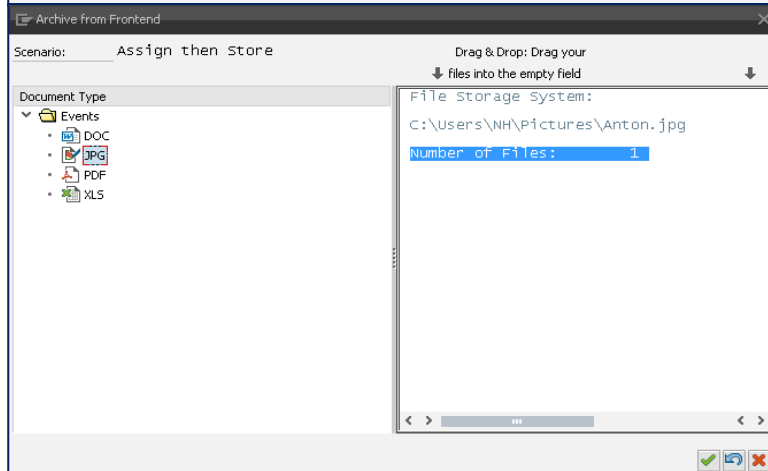 Archive from Frontend
Scenario: Assign then Store
Drag & Drop: Drag your
files into the empty field
Document Type
Events
DOC
JPG
PDF
XLS
File Storage System:
C:\Users\NH\Pictures\Anton.jpg
Number of Files: 1